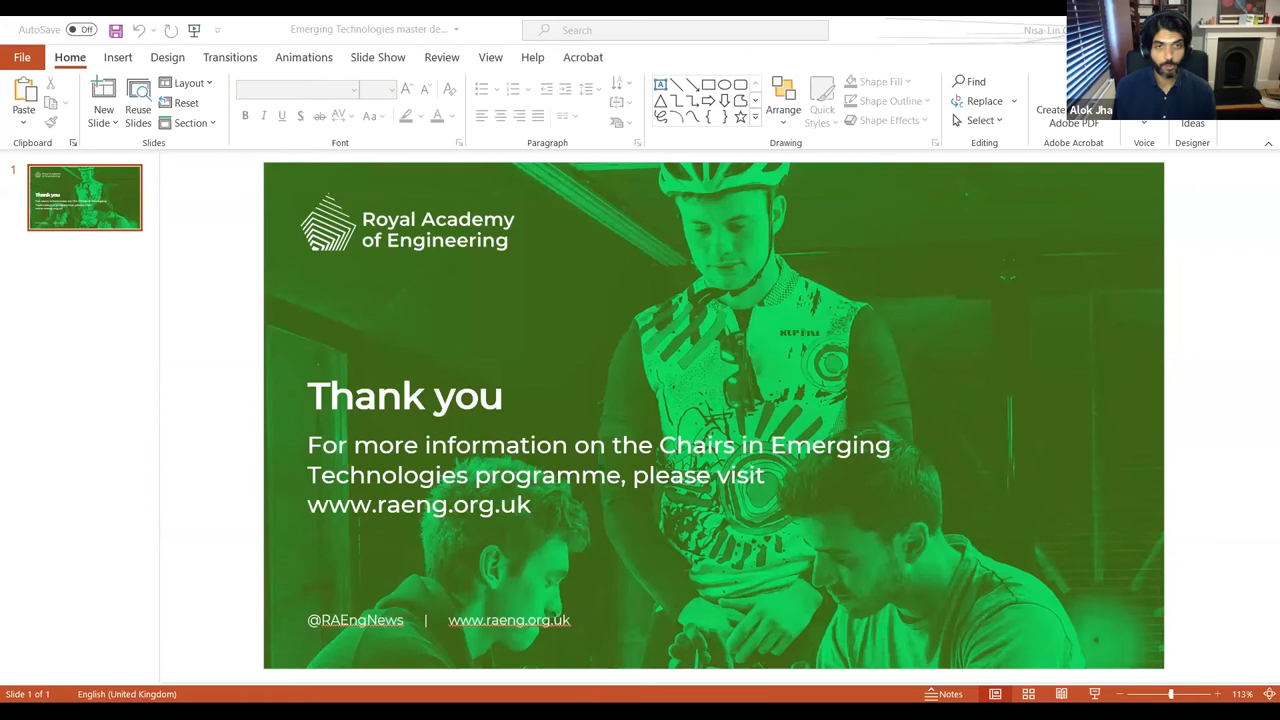 AutoSave Off
Emerging Technologies master de...
Search
Nisa-Lin
Alok Jha
File Home Insert Design Transitions Animations Slide Show Review View Help Acrobat
Paste
Clipboard
New Slide
Reuse Slides
Layout
Reset
Section
Slides
B I U S ab AV Aa A
Font
Paragraph
Arrange
Quick Styles
Shape Fill
Shape Outline
Shape Effects
Drawing
Find
Replace
Select
Editing
Adobe PDF
Adobe Acrobat
Voice
Ideas
Designer
1
Royal Academy
of Engineering
Thank you
For more information on the Chairs in Emerging
Technologies programme, please visit
www.raeng.org.uk
@RAEngNews | www.raeng.org.uk
Slide 1 of 1 English (United Kingdom) Notes 113%